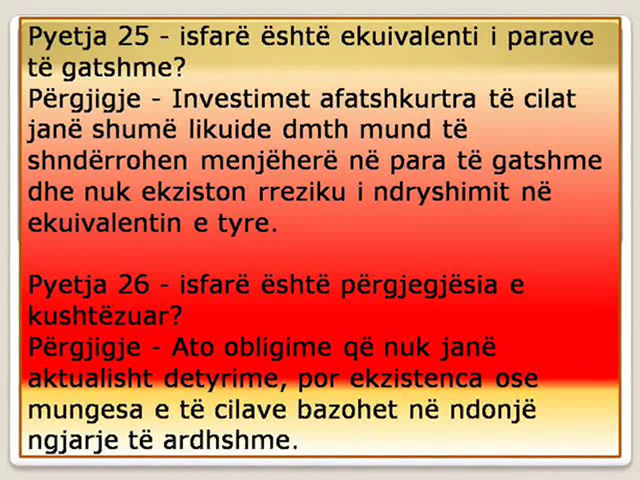 Pyetja 25 - isfarë është ekuivalenti i parave
të gatshme?
Përgjigje - Investimet afatshkurtra të cilat
janë shumë likuide dmth mund të
shndërrohen menjëherë në para të gatshme
dhe nuk ekziston rreziku i ndryshimit në
ekuivalentin e tyre.
Pyetja 26 - isfarë është përgjegjësia e
kushtëzuar?
Përgjigje - Ato obligime që nuk janë
aktualisht detyrime, por ekzistenca ose
mungesa e të cilave bazohet në ndonjë
ngjarje të ardhshme.